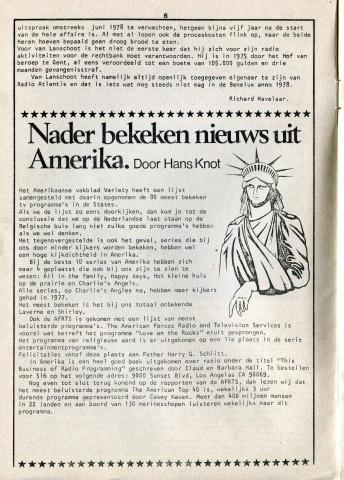 6
uitspraak omstreeks juni 1978 te verwachten, hetgeen bijna vijf jaar na de start
van de hele affaire is. Al met al lopen ook de proceskosten flink op, maar de beide
heren hoeven bepaald geen droog brood te eten.
Voor Van Lanschoot is het niet de eerste keer dat hij zich voor zijn radio
aktiviteiten voor de rechtbank moet verantwoorden. Hij is in 1975 door het Hof van
beroep te Gent, al eens veroordeeld tot een boete van 105.000 gulden en drie
maanden gevangenisstraf.
Van Lanschoot heeft namelijk altijd openlijk toegegeven eigenaar te zijn van
Radio Atlantis en dat is iets wat nog steeds niet mag in de Benelux anno 1978.
Richard Havelaar.
Nader bekeken nieuws uit
Amerika. Door Hans Knot
Het Amerikaanse vakblad Variety heeft een lijst
samengesteld met daarin opgenomen de 80 meest bekeken
tv programma's in de States.
Als we de lijst zo eens doorkijken, dan kom je tot de
conclusie dat we op de Nederlandse laat staan op de
Belgische buis lang niet zulke goede programma's hebben
als we wel denken.
Het tegenovergestelde is ook het geval, series die bij
ons door minder kijkers worden bekeken, hebben wel
een hoge kijkdichtheid in Amerika.
Bij de beste 10 series van Amerika hebben zich
maar 4 geplaatst die ook bij ons zijn te zien te
weten: All in the family, Happy days, Het kleine huis
op de prairie en Charlie's Angels.
Alle series, op Charlie's Angles na, hebben meer kijkers
gehad in 1977.
Het meest bekeken is het bij ons totaal onbekende
Laverne en Shirley.
Ook de AFRTS is gekomen met een lijst van meest
beluisterde programma's. The American Forces Radio and Television Services is
vooral wat betreft het programma "Love on the Rocks" eruit gesprongen.
Het programma van religieuse aard is er uitgekomen op een 11e plaats in de serie
entertainmentprogramma's.
Felicitaties vanaf deze plaats aan Father Harry G. Schlitt.
In Amerika is een heel goed boek uitgekomen over radio onder de titel "This
Business of Radio Programming" geschreven door Claud en Barbara Hall. Te bestellen
voor $16 op het volgende adres: 9000 Sunset Blvd, Los Angelas CA 90069.
Nog even tot slot terug komend op de rapporten van de AFRTS, dan lezen wij dat
het meest beluisterde programma The American Top 40 is, wekelijks 3 uur
durende programma gepresenteerd door Casey Kasem. Meer dan 400 miljoen mensen
in 22 landen en aan boord van 130 marineschepen luisteren wekelijks naar dit
programma.